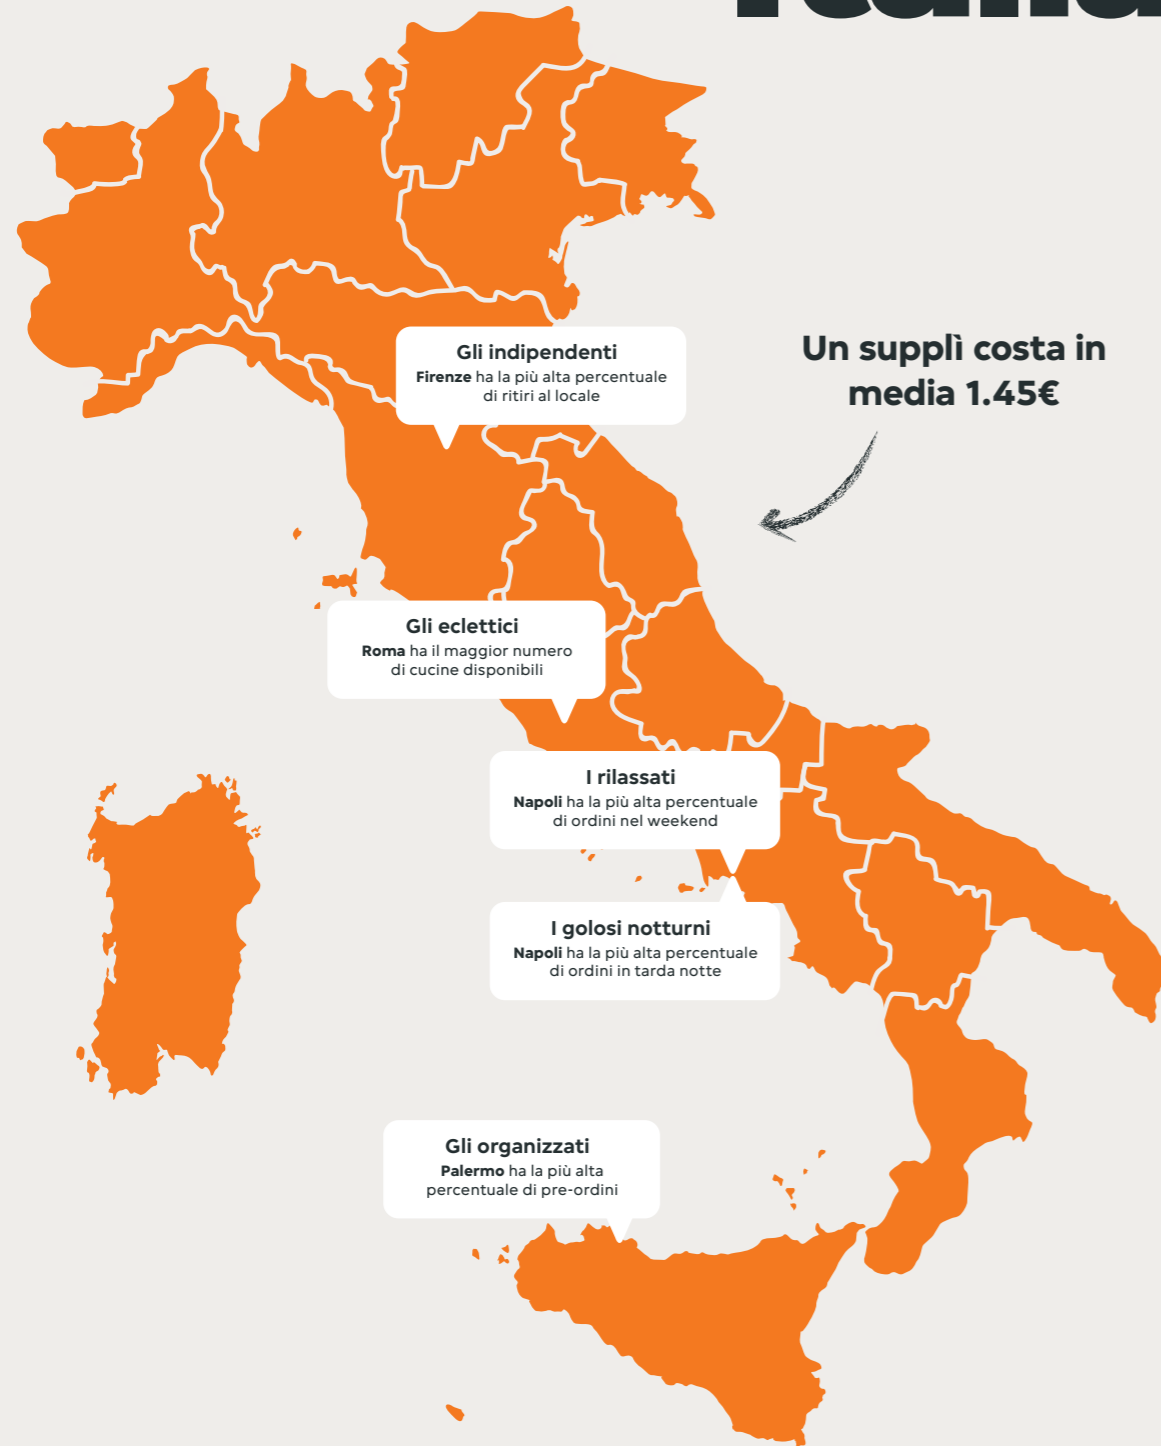 Gli indipendenti
Firenze ha la più alta percentuale
di ritiri al locale
Un supplì costa in
media 1.45€
Gli eclettici
Roma ha il maggior numero
di cucine disponibili
I rilassati
Napoli ha la più alta percentuale
di ordini nel weekend
I golosi notturni
Napoli ha la più alta percentuale
di ordini in tarda notte
Gli organizzati
Palermo ha la più alta
percentuale di pre-ordini